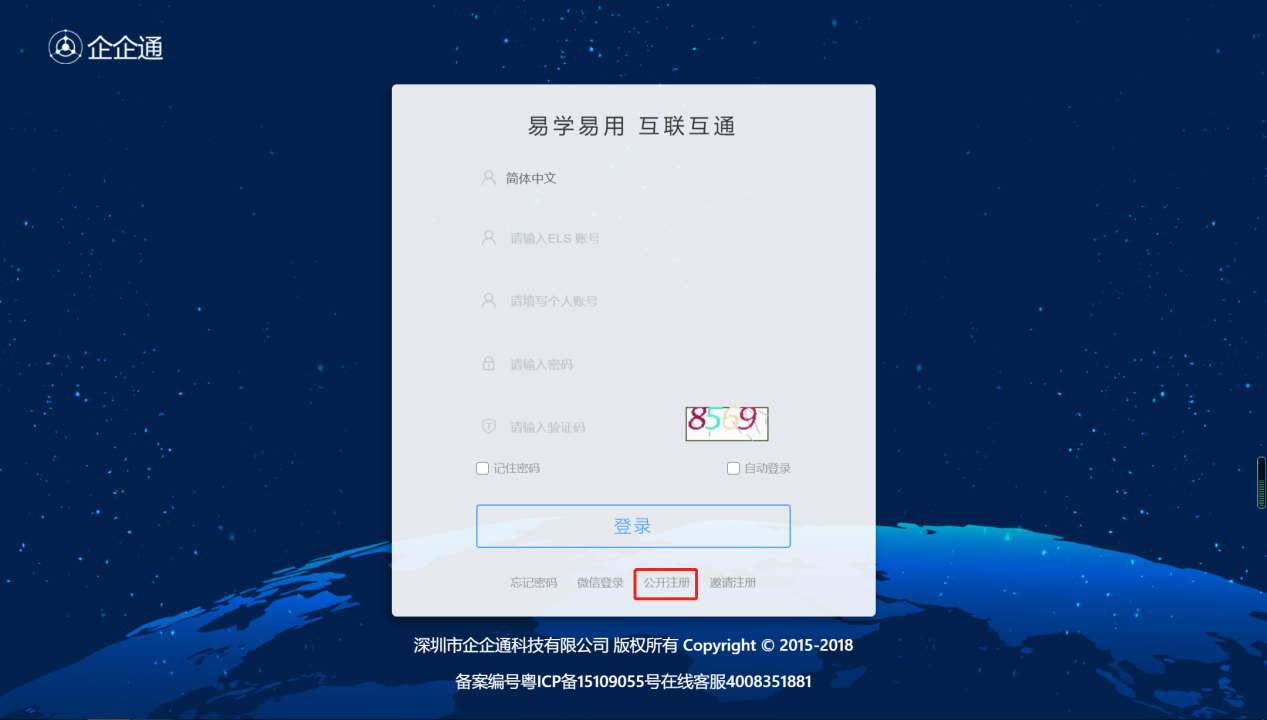 企企通
易学易用 互联互通
简体中文
请输入ELS 账号
请填写个人账号
请输入密码
请输入验证码 8569
记住密码 自动登录
登录
忘记密码 微信登录 公开注册 邀请注册
深圳市企企通科技有限公司 版权所有 Copyright © 2015-2018
备案编号粤ICP备15109055号在线客服4008351881